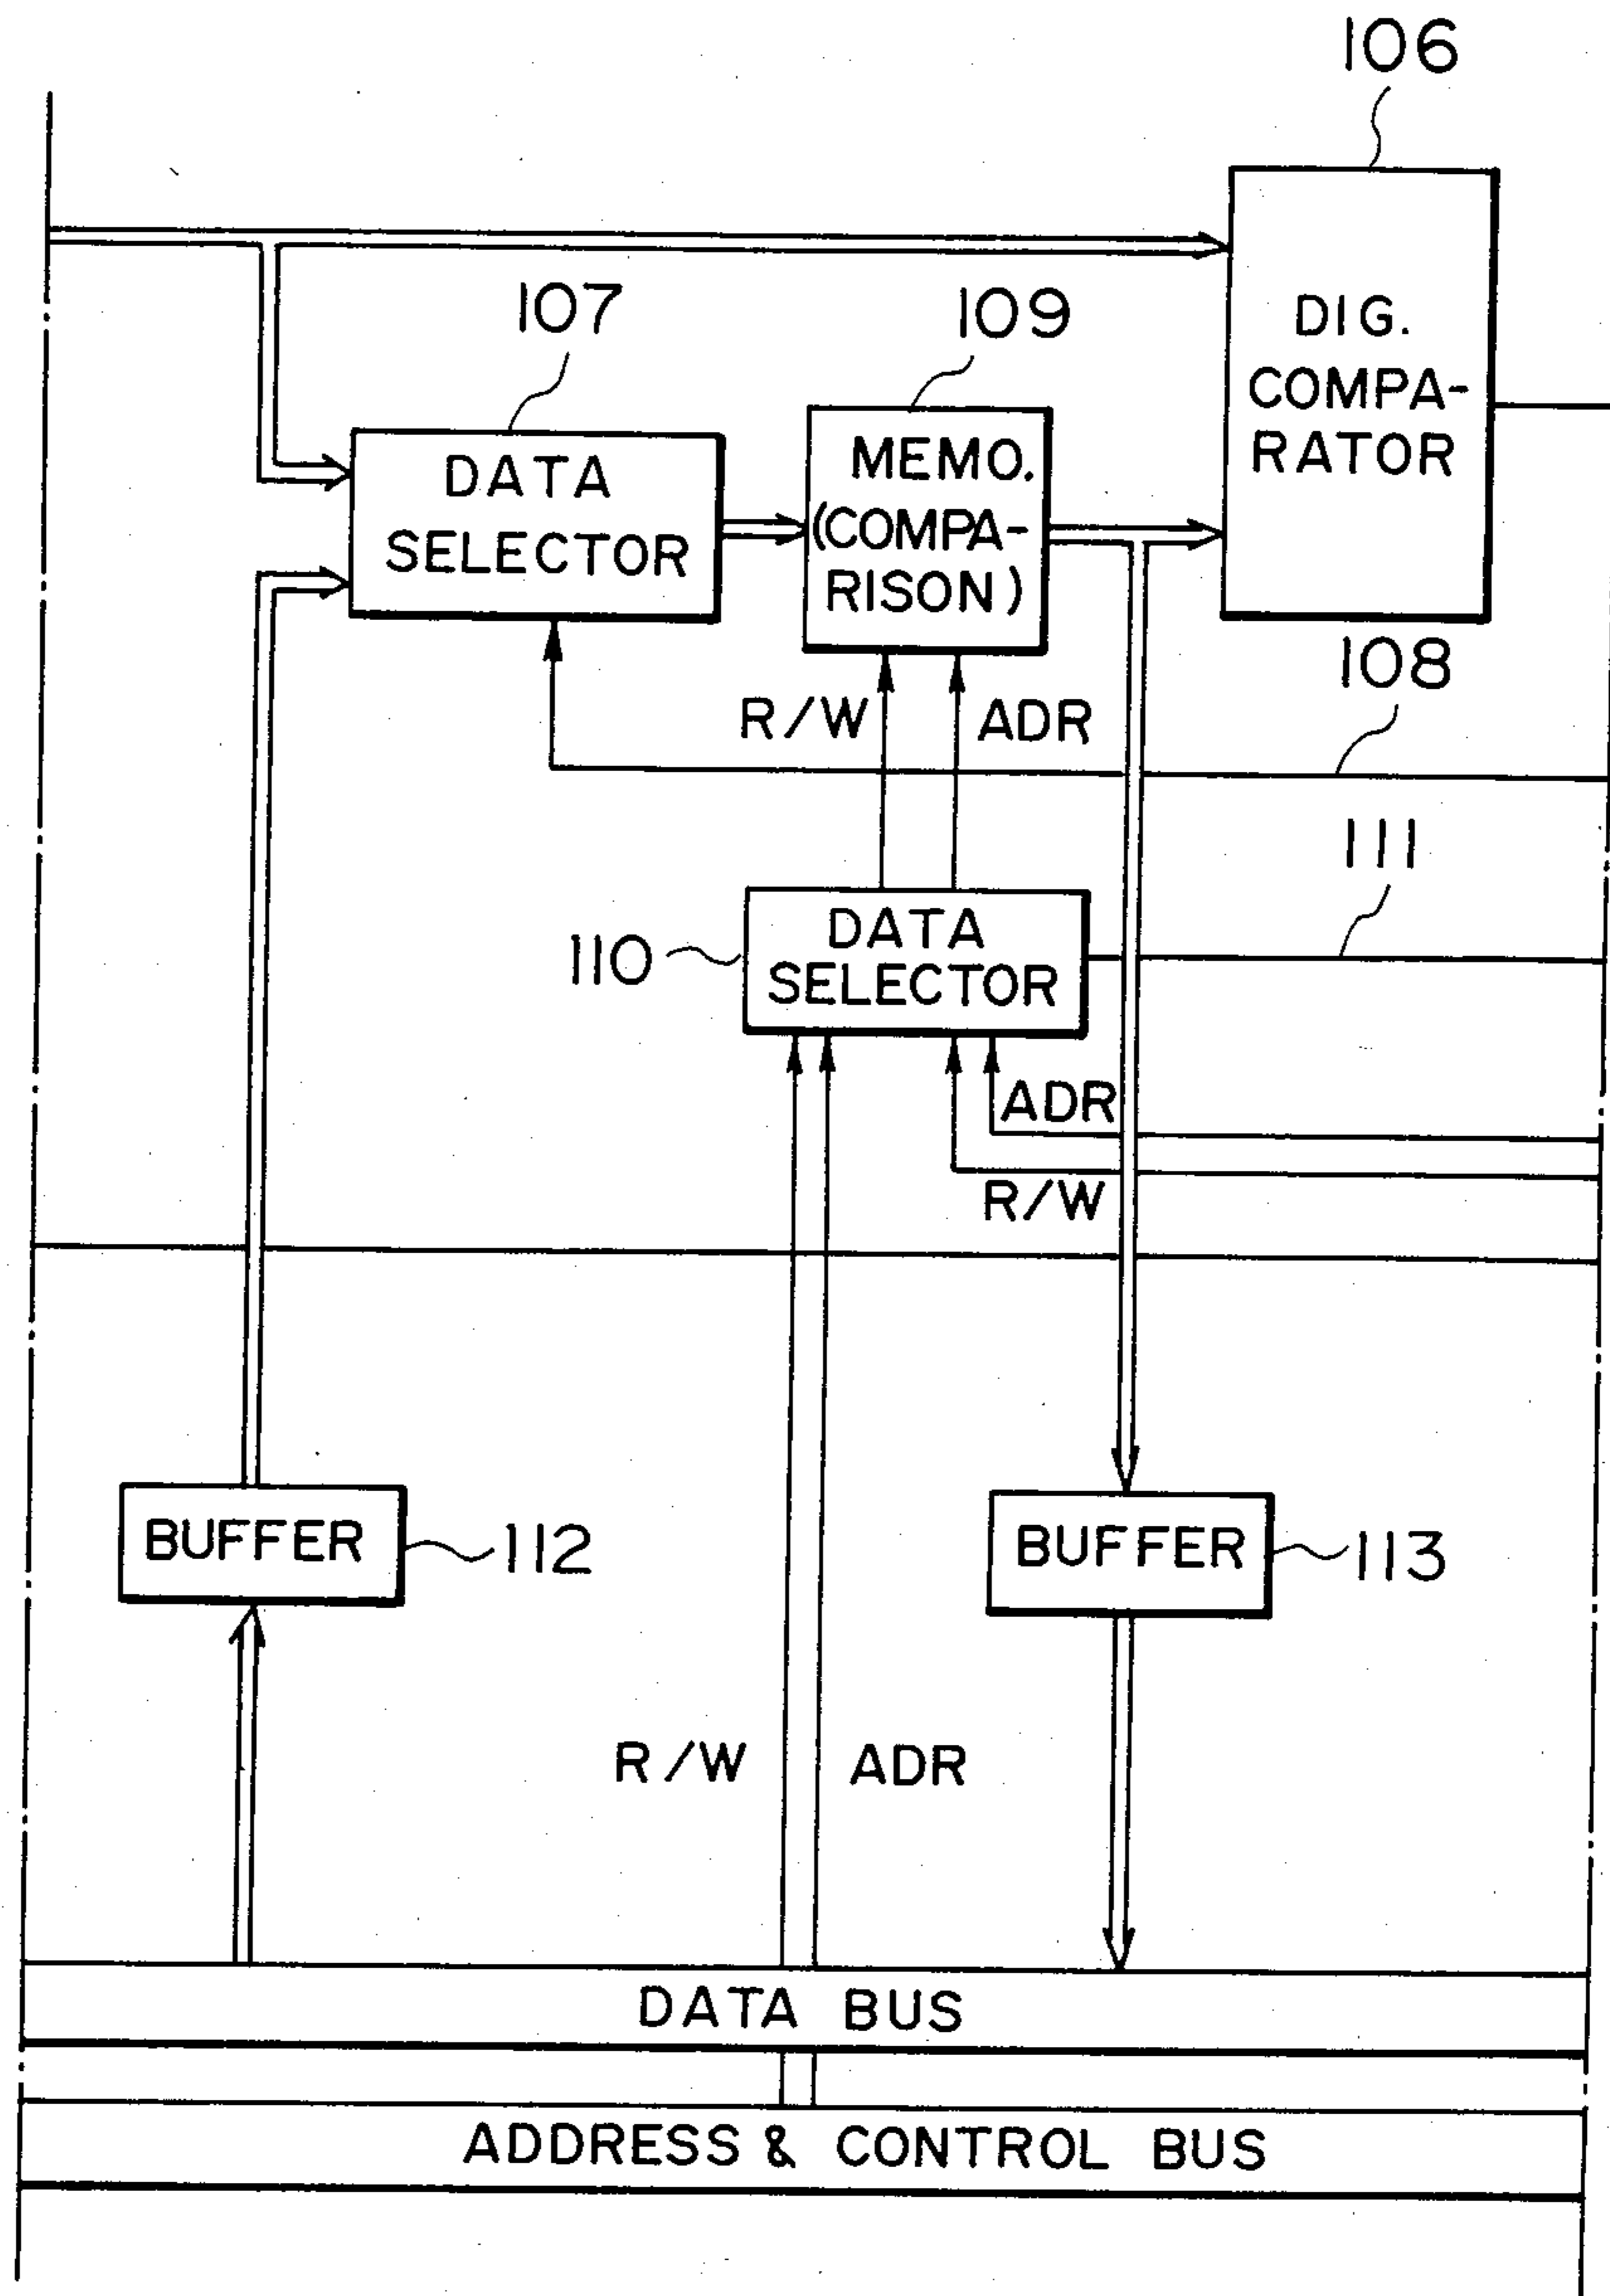 106
107
109
DIG.
COMPA-
RATOR
DATA
SELECTOR
MEMO.
(COMPA-
RISON)
108
R/W
ADR
111
110
DATA
SELECTOR
ADR
R/W
BUFFER
112
BUFFER
113
R/W
ADR
DATA BUS
ADDRESS & CONTROL BUS